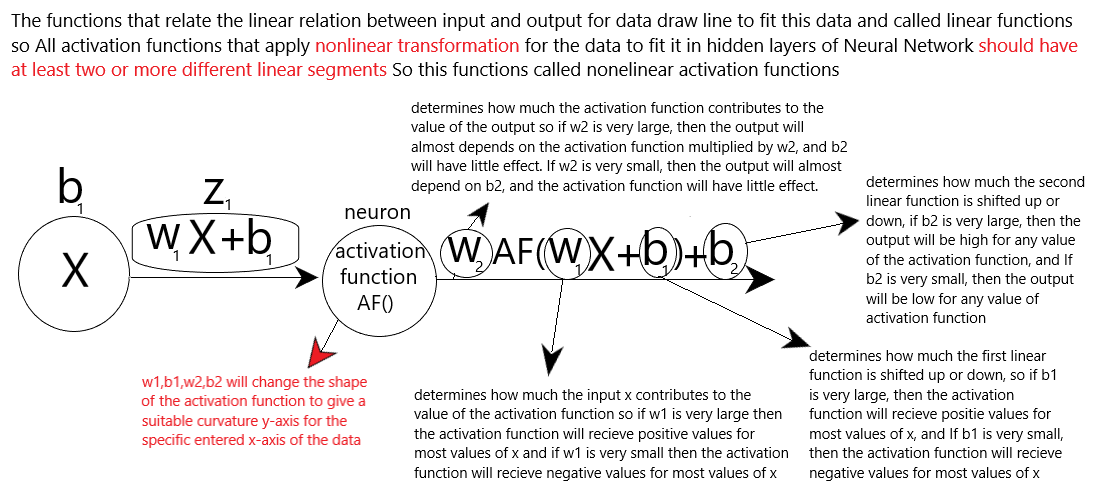 The functions that relate the linear relation between input and output for data draw line to fit this data and called linear functions
so All activation functions that apply nonlinear transformation for the data to fit it in hidden layers of Neural Network should have
at least two or more different linear segments So this functions called nonelinear activation functions
determines how much the activation function contributes to the
value of the output so if w2 is very large, then the output will
almost depends on the activation function multiplied by w2, and b2
will have little effect. If w2 is very small, then the output will almost
depend on b2, and the activation function will have little effect.
b1
X
Z1
W1X+b1
neuron
activation
function
AF()
W2AF(W1X+b1)+b2
determines how much the second
linear function is shifted up or
down, if b2 is very large, then the
output will be high for any value
of the activation function, and If
b2 is very small, then the output
will be low for any value of
activation function
w1,b1,w2,b2 will change the shape
of the activation function to give a
suitable curvature y-axis for the
specific entered x-axis of the data
determines how much the input x contributes to the
value of the activation function so if w1 is very large then
the activation function will recieve positive values for
most values of x and if w1 is very small then the activation
function will recieve negative values for most values of x
determines how much the first linear
function is shifted up or down, so if b1
is very large, then the activation
function will recieve positie values for
most values of x, and If b1 is very small,
then the activation function will recieve
negative values for most values of x